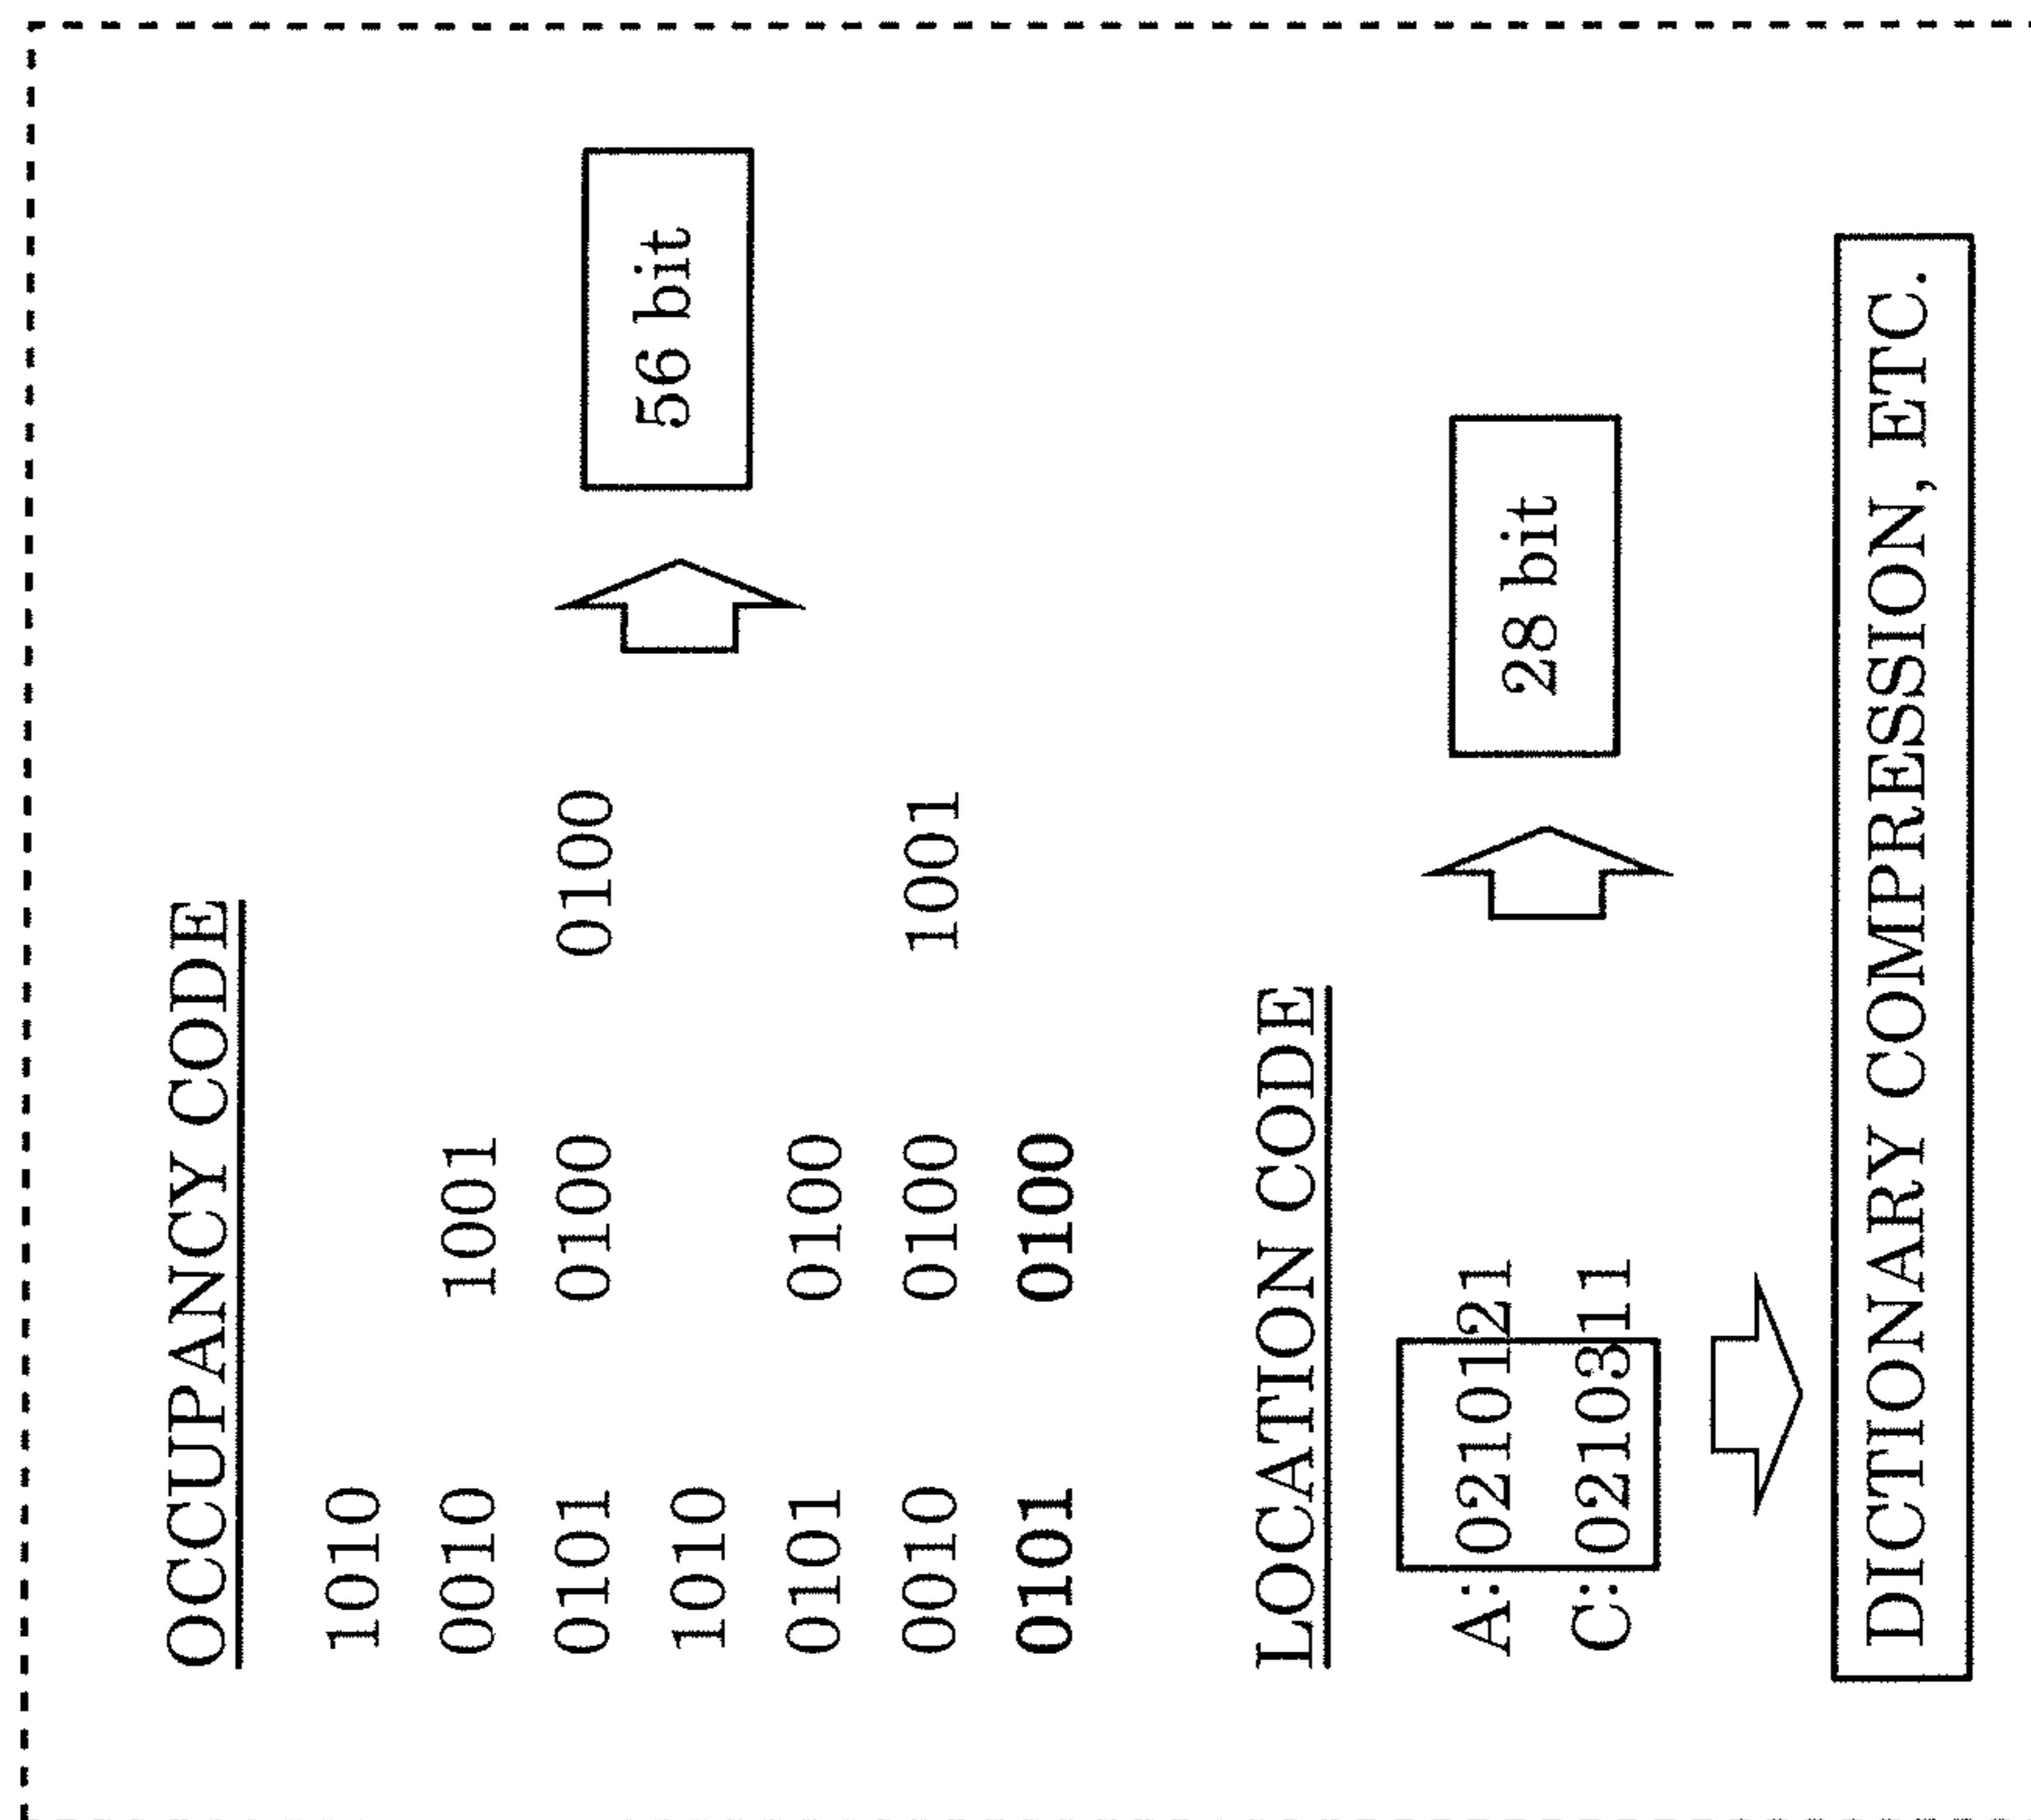 OCCUPANCY CODE
1010
0010 1001
0101 0100 0100
1010
0101 0100
0010 0100 1001
0101 0100
56 bit
LOCATION CODE
A: 0210121
C: 0210311
28 bit
DICTIONARY COMPRESSION, ETC.